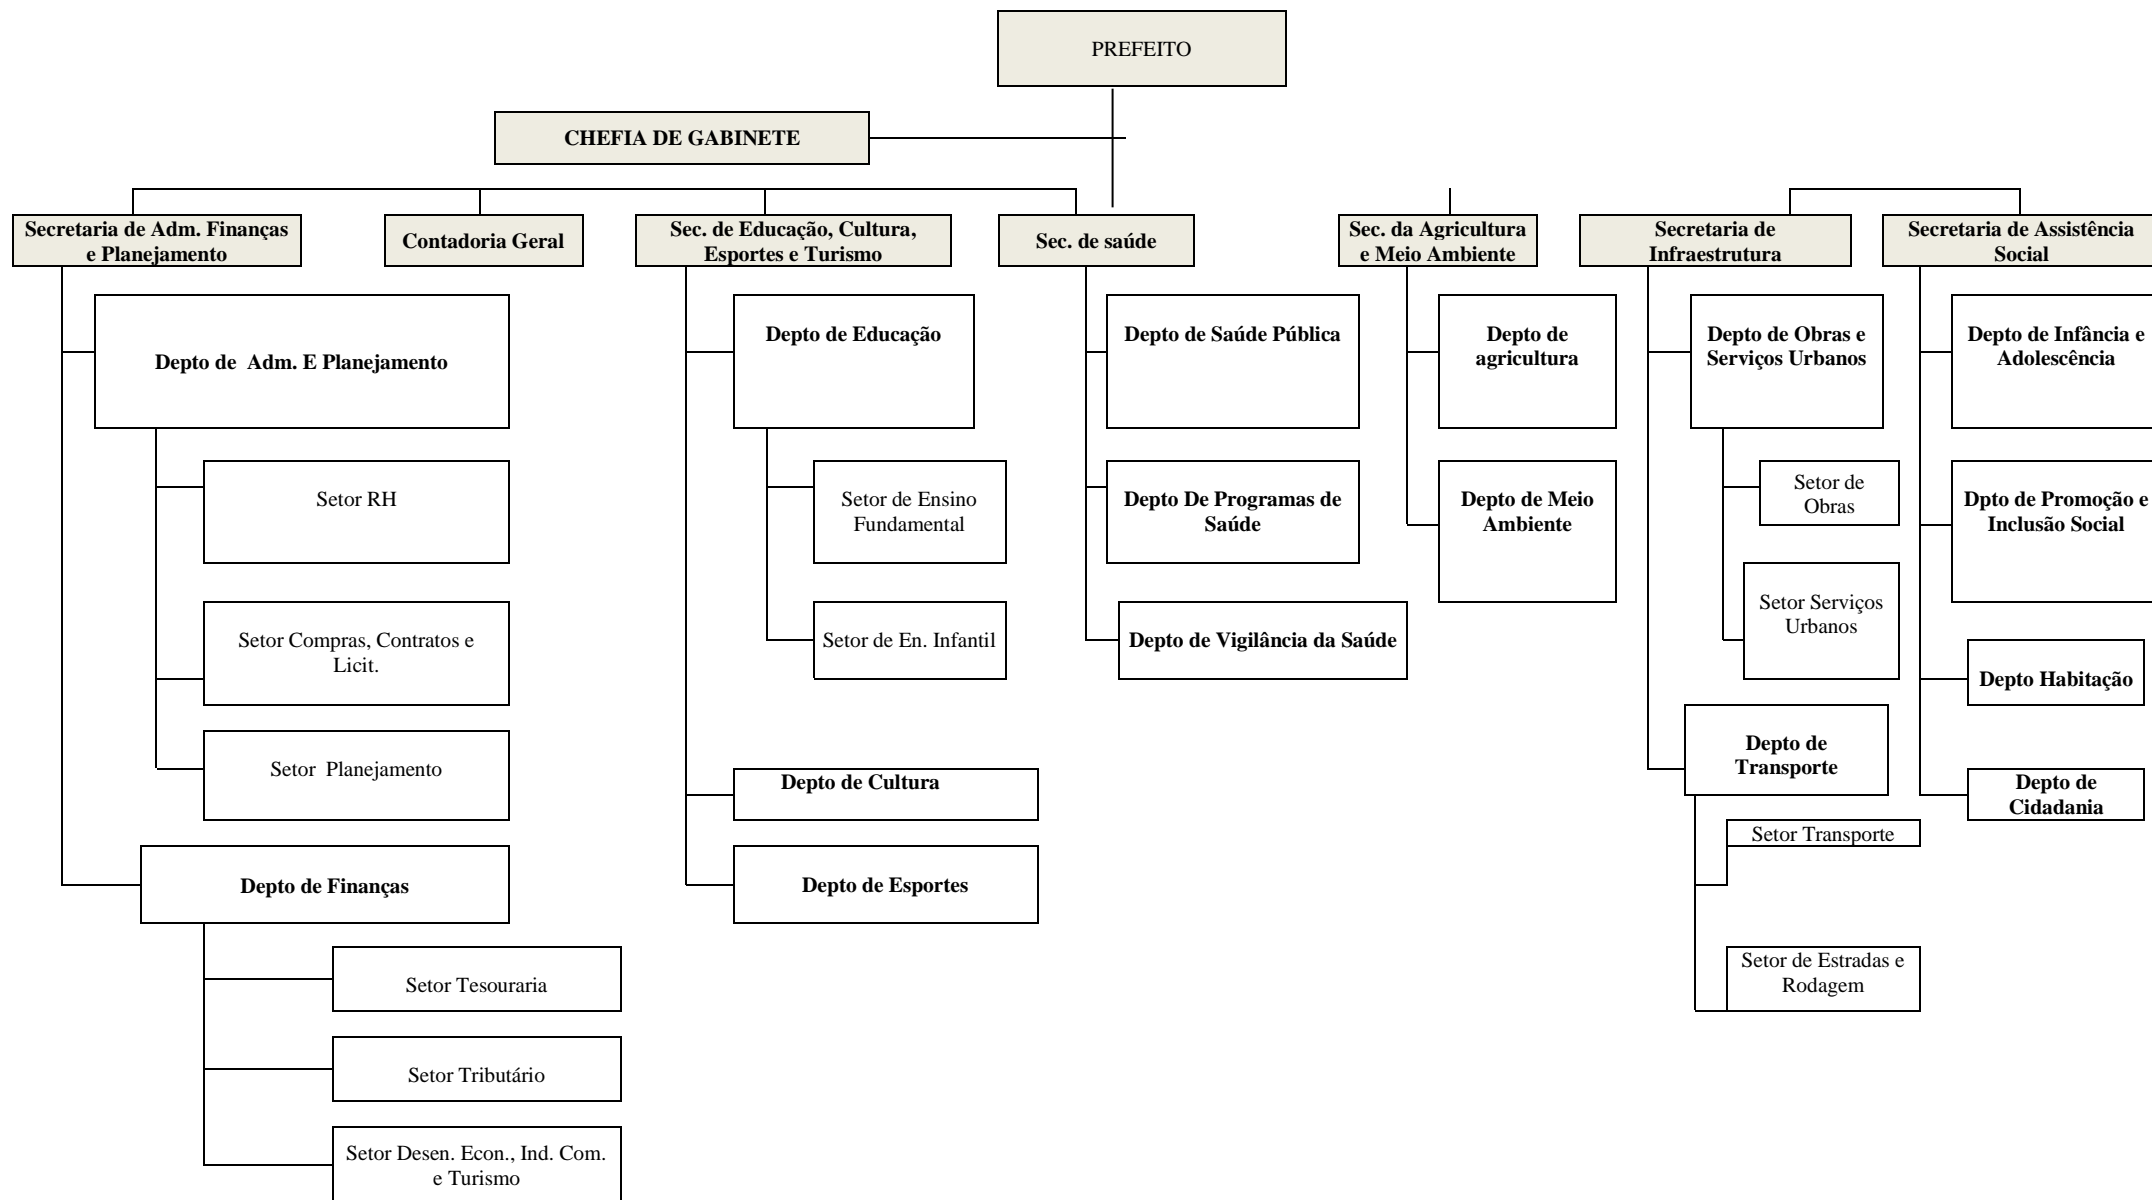 PREFEITO
CHEFIA DE GABINETE
Secretaria de Adm. Finanças
e Planejamento
Contadoria Geral
Sec. de Educação, Cultura,
Esportes e Turismo
Sec. de saúde
Sec. da Agricultura
e Meio Ambiente
Secretaria de
Infraestrutura
Secretaria de Assistência
Social
Depto de Adm. E Planejamento
Depto de Educação
Depto de Saúde Pública
Depto de
agricultura
Depto de Obras e
Serviços Urbanos
Depto de Infância e
Adolescência
Setor RH
Setor de Ensino
Fundamental
Depto De Programas de
Saúde
Depto de Meio
Ambiente
Setor de
Obras
Dpto de Promoção e
Inclusão Social
Setor Compras, Contratos e
Licit.
Setor de En. Infantil
Depto de Vigilância da Saúde
Setor Serviços
Urbanos
Depto Habitação
Setor Planejamento
Depto de Cultura
Depto de
Transporte
Depto de
Cidadania
Setor Transporte
Depto de Finanças
Depto de Esportes
Setor Tesouraria
Setor de Estradas e
Rodagem
Setor Tributário
Setor Desen. Econ., Ind. Com.
e Turismo